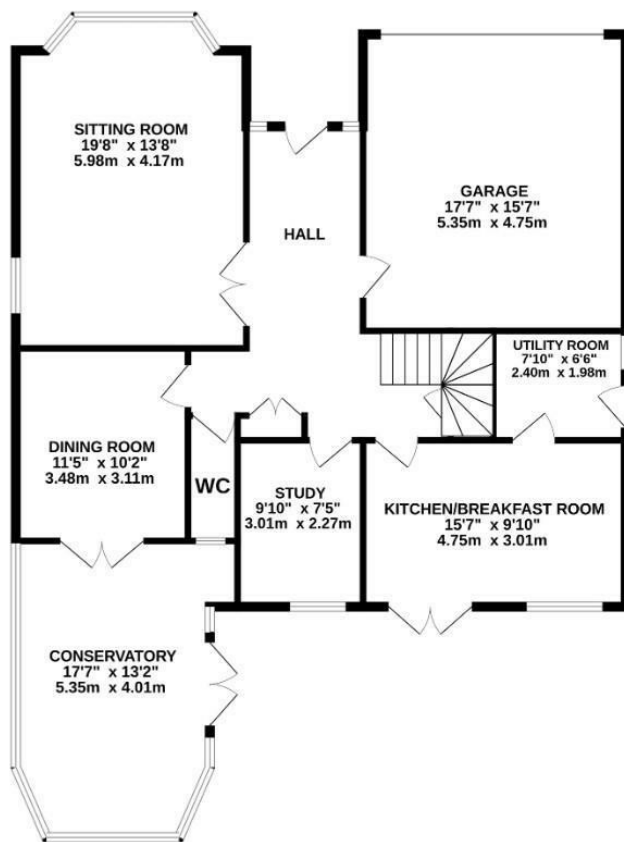 SITTING ROOM
19'8" x 13'8"
5.98m x 4.17m
GARAGE
17'7" x 15'7"
5.35m x 4.75m
HALL
UTILITY ROOM
7'10" x 6'6"
2.40m x 1.98m
DINING ROOM
11'5" x 10'2"
3.48m x 3.11m
WC
STUDY
9'10" x 7'5"
3.01m x 2.27m
KITCHEN/BREAKFAST ROOM
15'7" x 9'10"
4.75m x 3.01m
CONSERVATORY
17'7" x 13'2"
5.35m x 4.01m